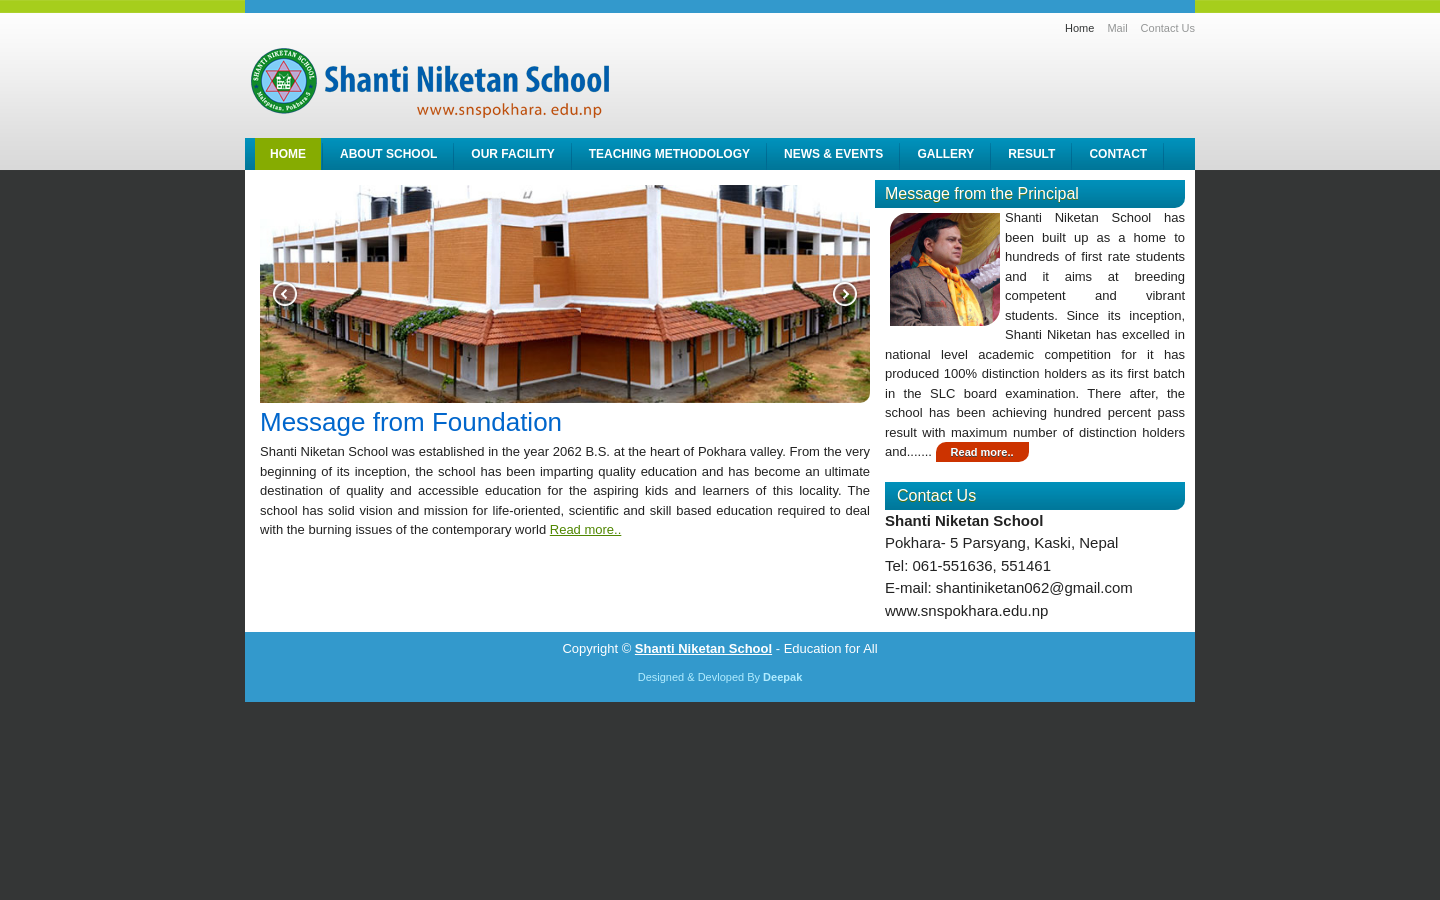 Home Mail Contact Us
SHANTI NIKETAN SCHOOL
Malepatan, Pokhara-5
Shanti Niketan School
www.snspokhara. edu.np
HOME ABOUT SCHOOL OUR FACILITY TEACHING METHODOLOGY NEWS & EVENTS GALLERY RESULT CONTACT
Message from Foundation
Shanti Niketan School was established in the year 2062 B.S. at the heart of Pokhara valley. From the very
beginning of its inception, the school has been imparting quality education and has become an ultimate
destination of quality and accessible education for the aspiring kids and learners of this locality. The
school has solid vision and mission for life-oriented, scientific and skill based education required to deal
with the burning issues of the contemporary world Read more..
Message from the Principal
Shanti Niketan School has
been built up as a home to
hundreds of first rate students
and it aims at breeding
competent and vibrant
students. Since its inception,
Shanti Niketan has excelled in
national level academic competition for it has
produced 100% distinction holders as its first batch
in the SLC board examination. There after, the
school has been achieving hundred percent pass
result with maximum number of distinction holders
and....... Read more..
Contact Us
Shanti Niketan School
Pokhara- 5 Parsyang, Kaski, Nepal
Tel: 061-551636, 551461
E-mail: shantiniketan062@gmail.com
www.snspokhara.edu.np
Copyright © Shanti Niketan School - Education for All
Designed & Devloped By Deepak